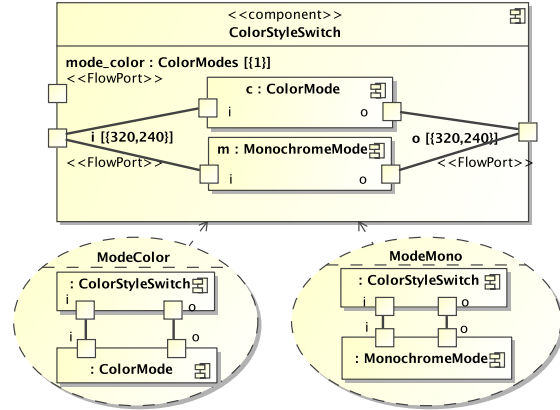 <<component>>
ColorStyleSwitch
mode_color : ColorModes [{1}]
<<FlowPort>>
c : ColorMode
i
o
i [{320,240}]
o [{320,240}]
m : MonochromeMode
<<FlowPort>>
<<FlowPort>>
i
o
ModeColor
ModeMono
: ColorStyleSwitch
: ColorStyleSwitch
i
o
i
o
i
o
i
o
: ColorMode
: MonochromeMode